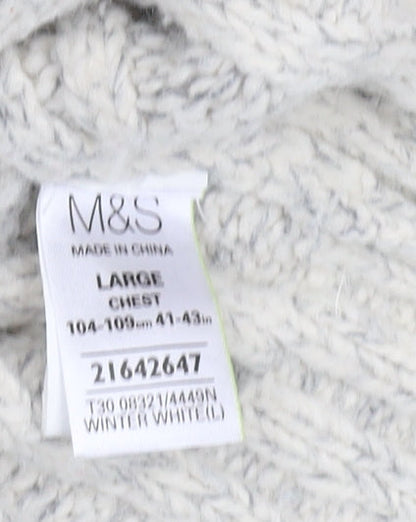 M&S
MADE IN CHINA
LARGE
CHEST
104-109cm 41-43in
21642647
T30 08321/4449N
WINTER WHITE(L)